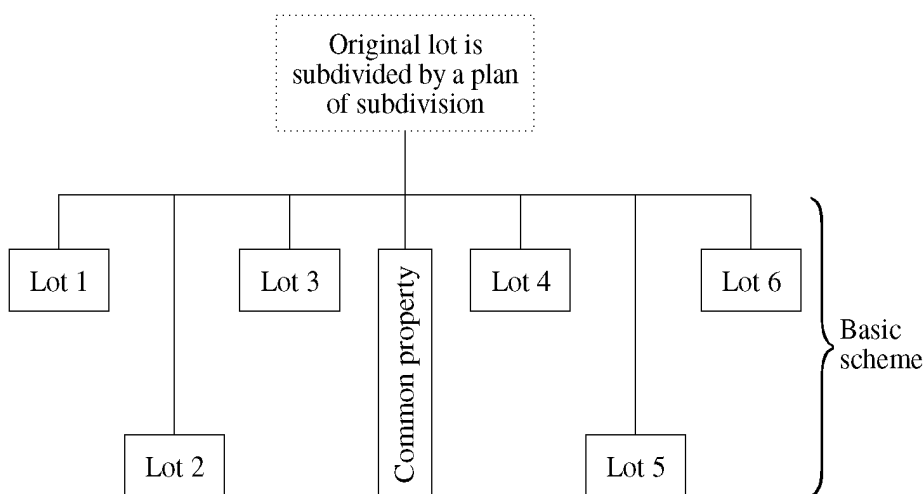 Original lot is
subdivided by a plan
of subdivision
Lot 1
Lot 3
Common property
Lot 4
Lot 6
Basic
scheme
Lot 2
Lot 5